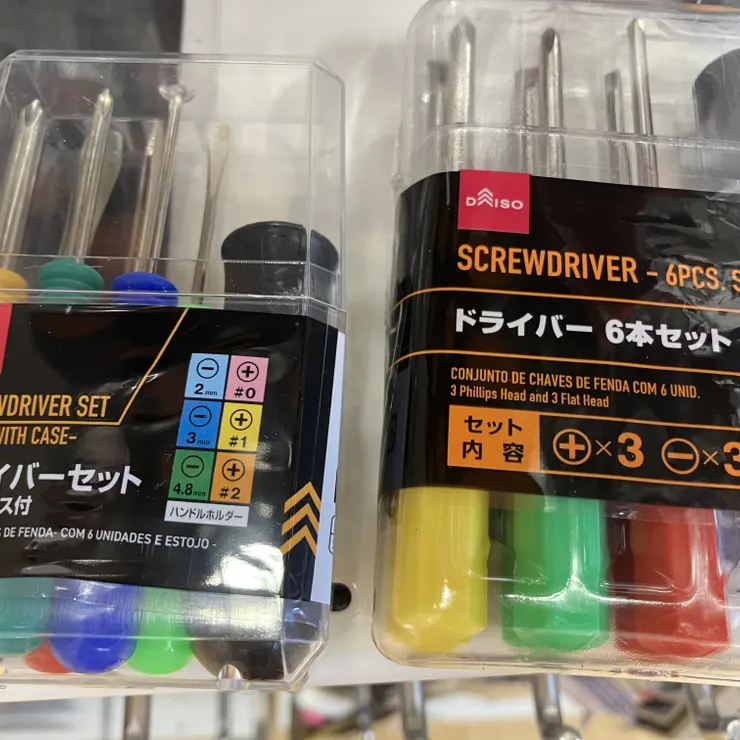 WDRIVER SET
WITH CASE-
イバーセット
ス付
DE FENDA- COM 6 UNIDADES E ESTOJO -
2mm
#0
3mm
#1
4.8mm
#2
ハンドルホルダー
DAISO
SCREWDRIVER - 6PCS. S
ドライバー 6本セット
CONJUNTO DE CHAVES DE FENDA COM 6 UNID.
3 Phillips Head and 3 Flat Head
セット
内容
×3
×3